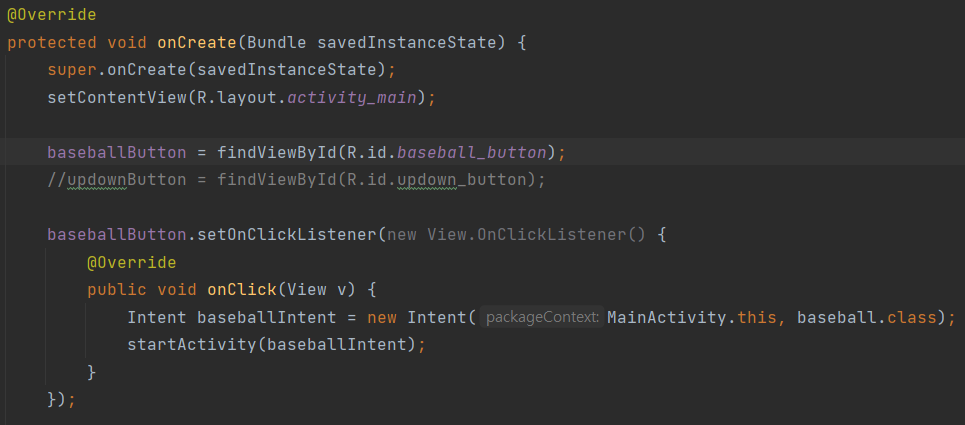 @Override
protected void onCreate(Bundle savedInstanceState) {
super.onCreate(savedInstanceState);
setContentView(R.layout.activity_main);
baseballButton = findViewById(R.id.baseball_button);
//updownButton = findViewById(R.id.updown_button);
baseballButton.setOnClickListener(new View.OnClickListener() {
@Override
public void onClick(View v) {
Intent baseballIntent = new Intent( packageContext: MainActivity.this, baseball.class);
startActivity(baseballIntent);
}
});